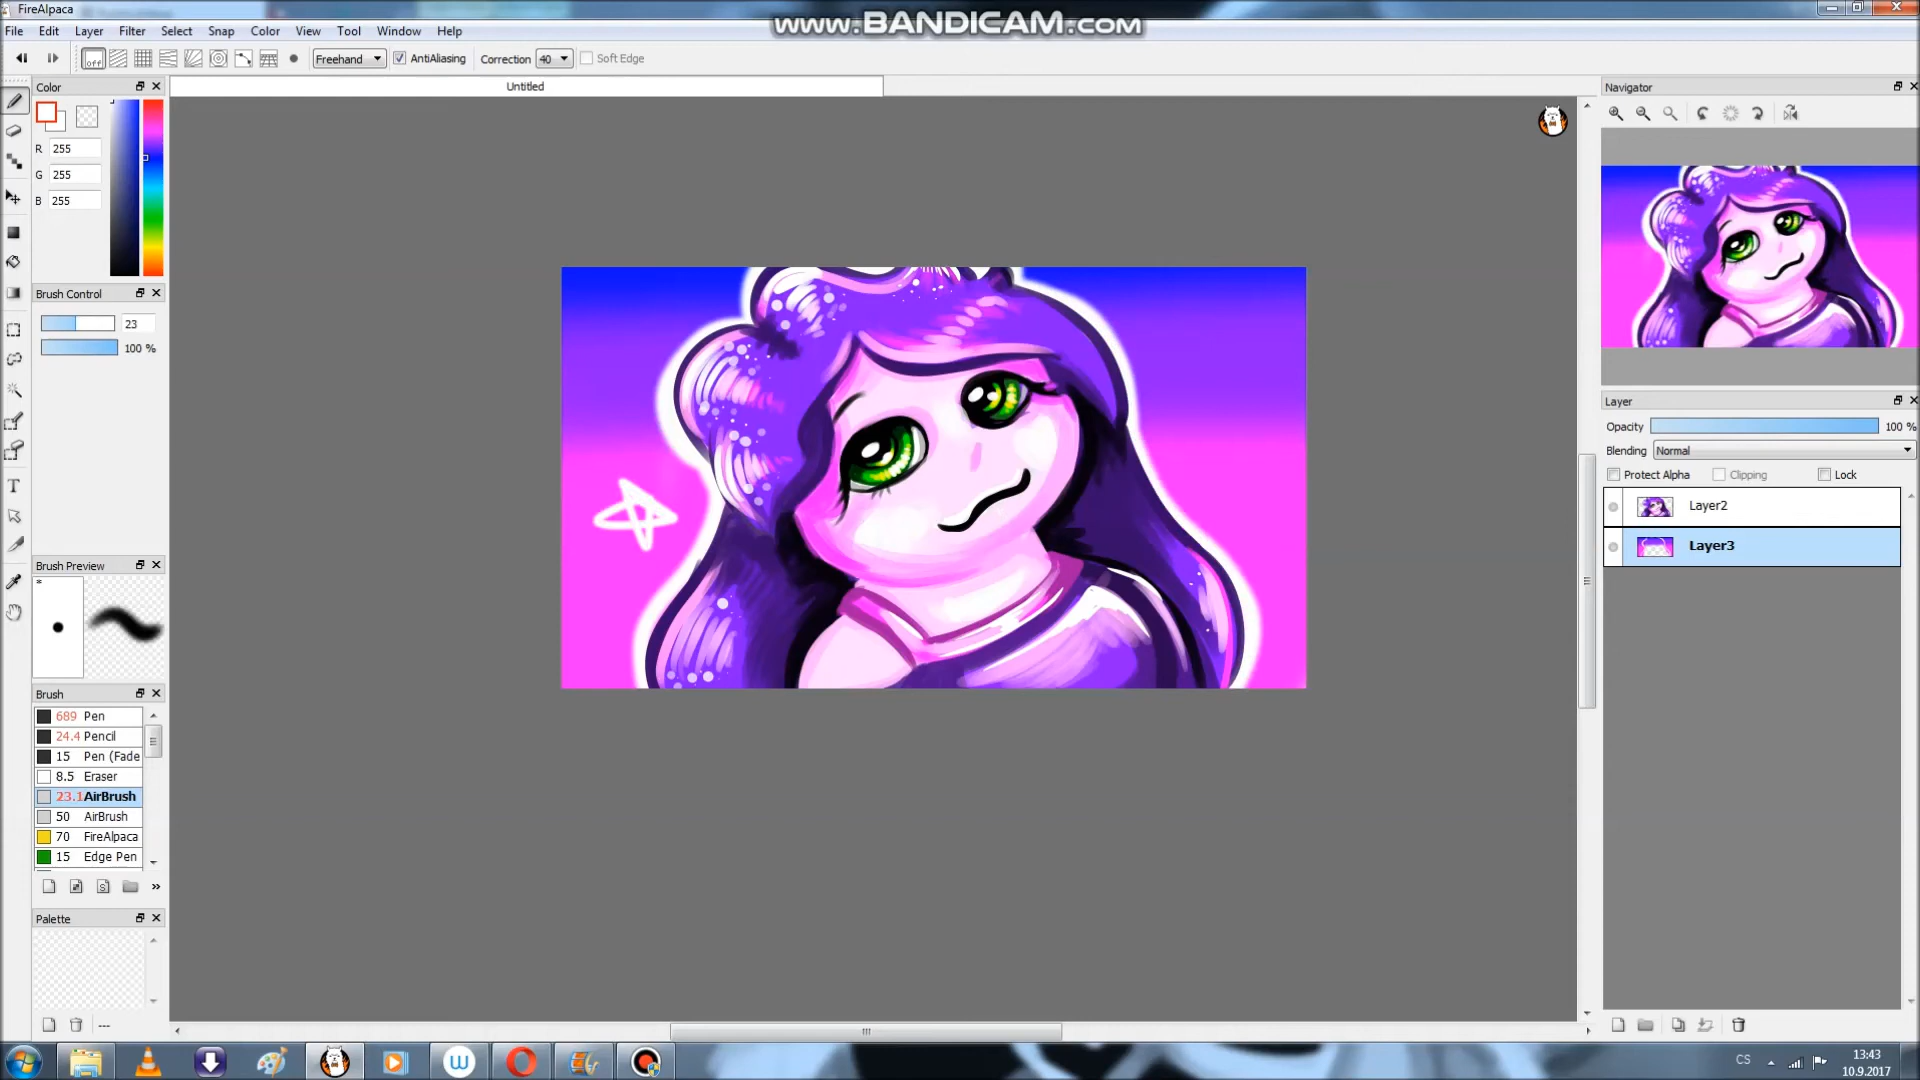 FireAlpaca
www.BANDICAM.com
File Edit Layer Filter Select Snap Color View Tool Window Help
off Freehand AntiAliasing Correction 40 Soft Edge
Color
Untitled
Navigator
R 255
G 255
B 255
Brush Control
23
100 %
Layer
Opacity 100 %
Blending Normal
Protect Alpha Clipping Lock
Layer2
Layer3
Brush Preview
*
Brush
689 Pen
24.4 Pencil
15 Pen (Fade
8.5 Eraser
23.1 AirBrush
50 AirBrush
70 FireAlpaca
15 Edge Pen
Palette
---
CS
13:43
10.9.2017